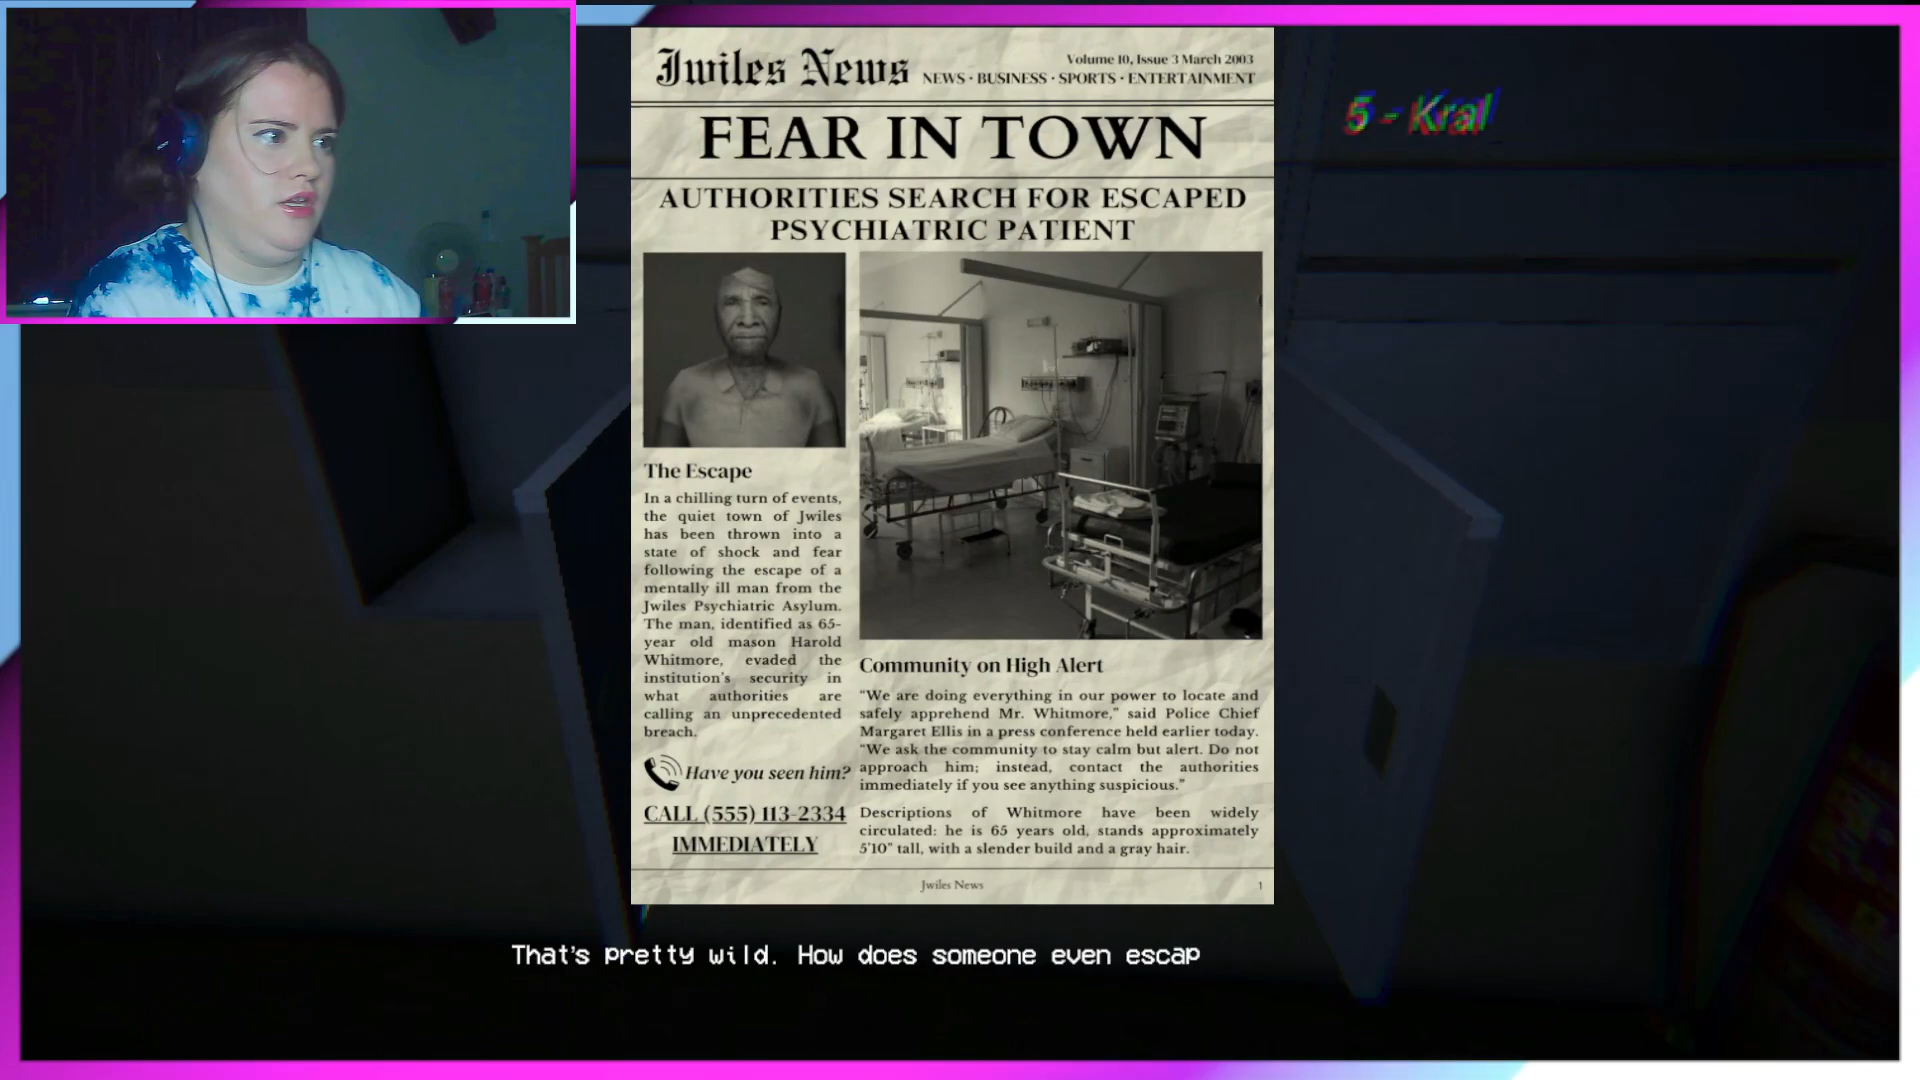 Jwiles News
Volume 10, Issue 3 March 2003
NEWS · BUSINESS · SPORTS · ENTERTAINMENT
FEAR IN TOWN
AUTHORITIES SEARCH FOR ESCAPED
PSYCHIATRIC PATIENT
The Escape
In a chilling turn of events,
the quiet town of Jwiles
has been thrown into a
state of shock and fear
following the escape of a
mentally ill man from the
Jwiles Psychiatric Asylum.
The man, identified as 65-
year old mason Harold
Whitmore, evaded the
institution's security in
what authorities are
calling an unprecedented
breach.
Have you seen him?
CALL (555) 113-2334
IMMEDIATELY
Community on High Alert
"We are doing everything in our power to locate and
safely apprehend Mr. Whitmore," said Police Chief
Margaret Ellis in a press conference held earlier today.
"We ask the community to stay calm but alert. Do not
approach him; instead, contact the authorities
immediately if you see anything suspicious."
Descriptions of Whitmore have been widely
circulated: he is 65 years old, stands approximately
5'10" tall, with a slender build and a gray hair.
Jwiles News
1
5 - Kral
That's pretty wild. How does someone even escap